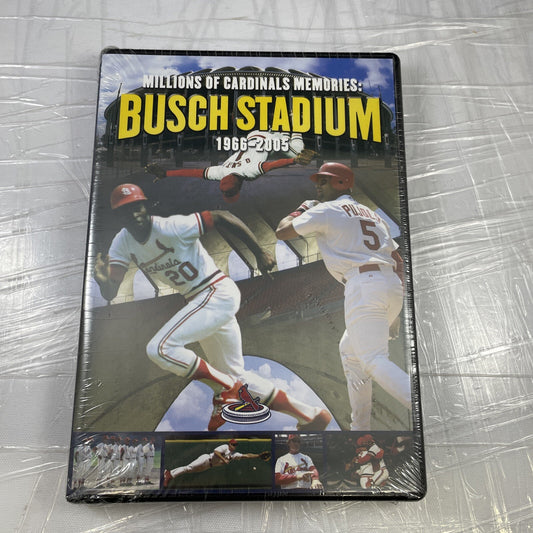 MILLIONS OF CARDINALS MEMORIES:
BUSCH STADIUM
1966-2005
PUJOLS
5
Cardinals
20